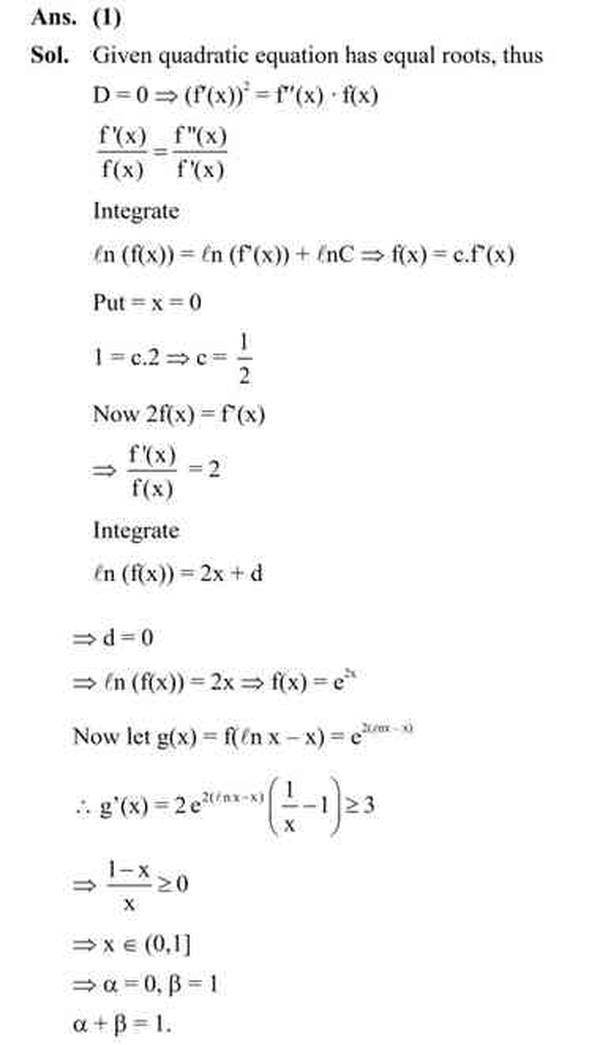 Ans. (1)
Sol. Given quadratic equation has equal roots, thus
D = 0 ⇒ (f'(x))² = f''(x) · f(x)
f'(x)/f(x) = f"(x)/f'(x)
Integrate
ℓn (f(x)) = ℓn (f'(x)) + ℓnC ⇒ f(x) = c.f'(x)
Put = x = 0
1 = c.2 ⇒ c = 1/2
Now 2f(x) = f'(x)
⇒ f'(x)/f(x) = 2
Integrate
ℓn (f(x)) = 2x + d
⇒ d = 0
⇒ ℓn (f(x)) = 2x ⇒ f(x) = e^2x
Now let g(x) = f(ℓn x – x) = e^2(ℓnx – x)
∴ g'(x) = 2e^2(ℓnx–x) (1/x – 1) ≥ 3
⇒ 1–x/x ≥ 0
⇒ x ∈ (0,1]
⇒ α = 0, β = 1
α + β = 1.